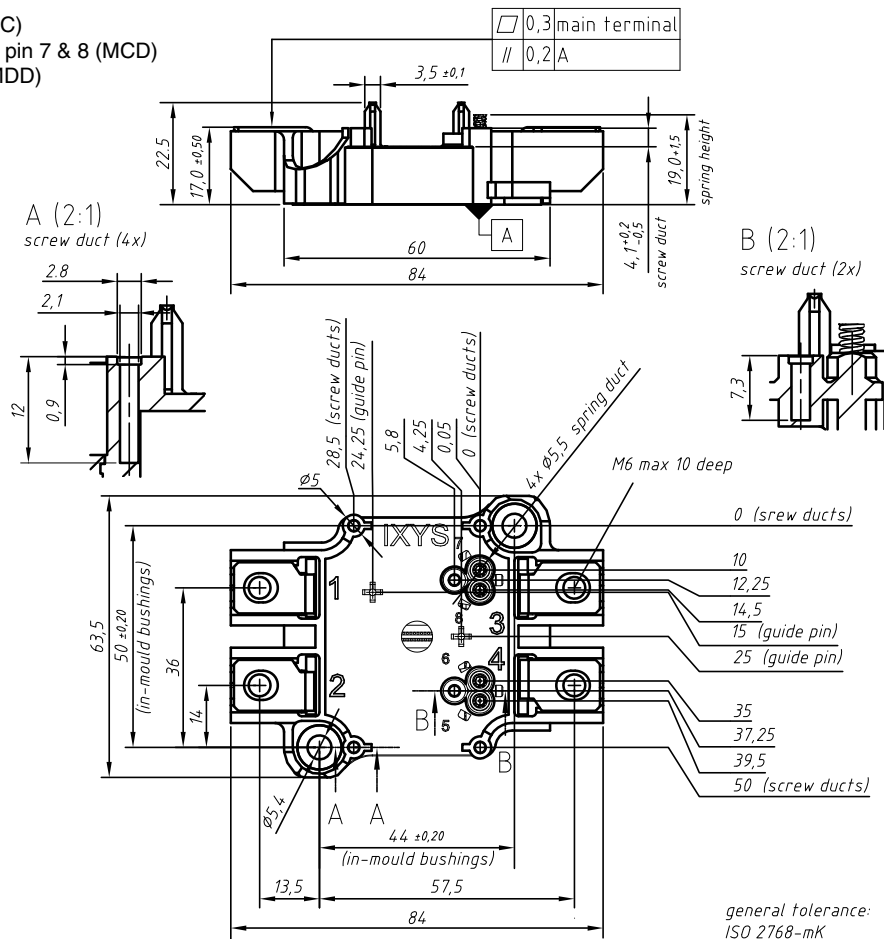 C)
pin 7 & 8 (MCD)
MDD)
⏥ 0,3 main terminal
// 0,2 A
3,5 ±0,1
22.5
17,0 ±0,50
60
84
A
4,1 +0,2 -0,5
screw duct
19,0 +1,5
spring height
A (2:1)
screw duct (4x)
2.8
2,1
12
0,9
B (2:1)
screw duct (2x)
7,3
28,5 (screw ducts)
24,25 (guide pin)
5,8
4,25
0,05
0 (screw ducts)
4x Ø5,5 spring duct
M6 max 10 deep
Ø5
IXYS
7
1
8
3
6
2
4
5
63,5
50 ±0,20
(in-mould bushings)
36
14
0 (srew ducts)
10
12,25
14,5
15 (guide pin)
25 (guide pin)
35
37,25
39,5
50 (screw ducts)
B
B
Ø5,4
A
A
44 ±0,20
(in-mould bushings)
13,5
57,5
84
general tolerance:
ISO 2768-mK